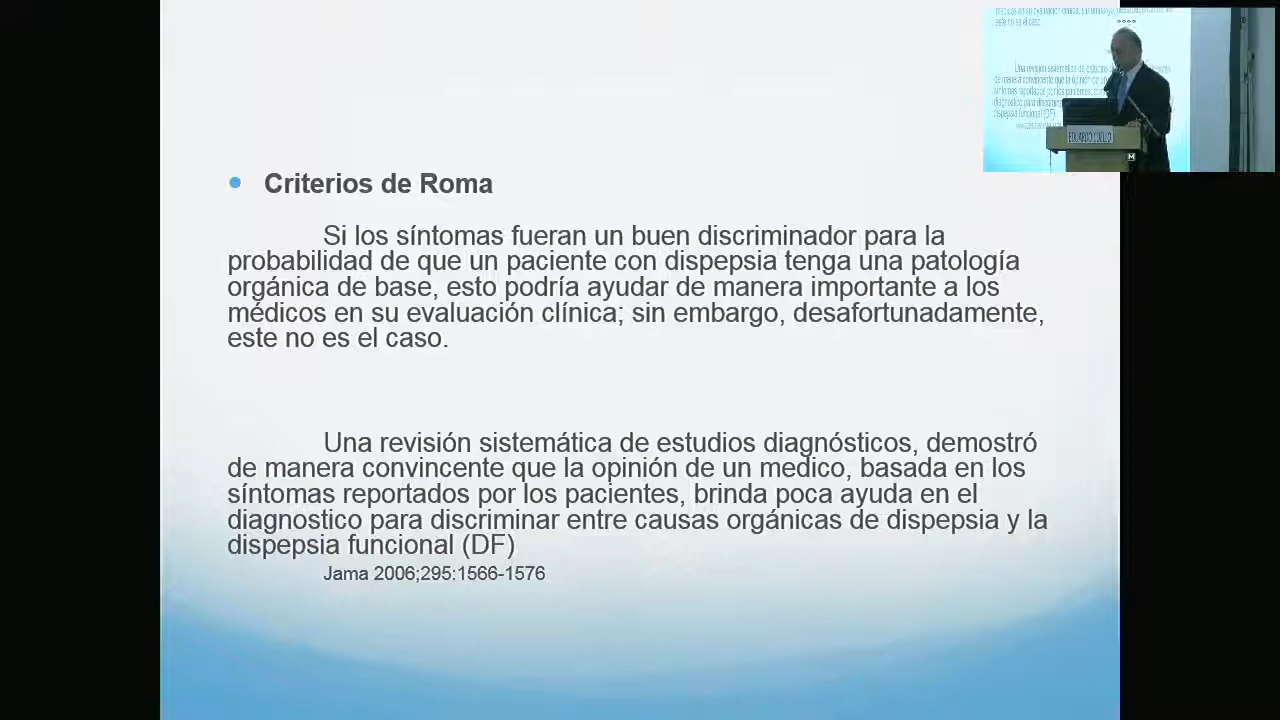 Criterios de Roma
Si los síntomas fueran un buen discriminador para la
probabilidad de que un paciente con dispepsia tenga una patología
orgánica de base, esto podría ayudar de manera importante a los
médicos en su evaluación clínica; sin embargo, desafortunadamente,
este no es el caso.
Una revisión sistemática de estudios diagnósticos, demostró
de manera convincente que la opinión de un medico, basada en los
síntomas reportados por los pacientes, brinda poca ayuda en el
diagnostico para discriminar entre causas orgánicas de dispepsia y la
dispepsia funcional (DF)
Jama 2006;295:1566-1576